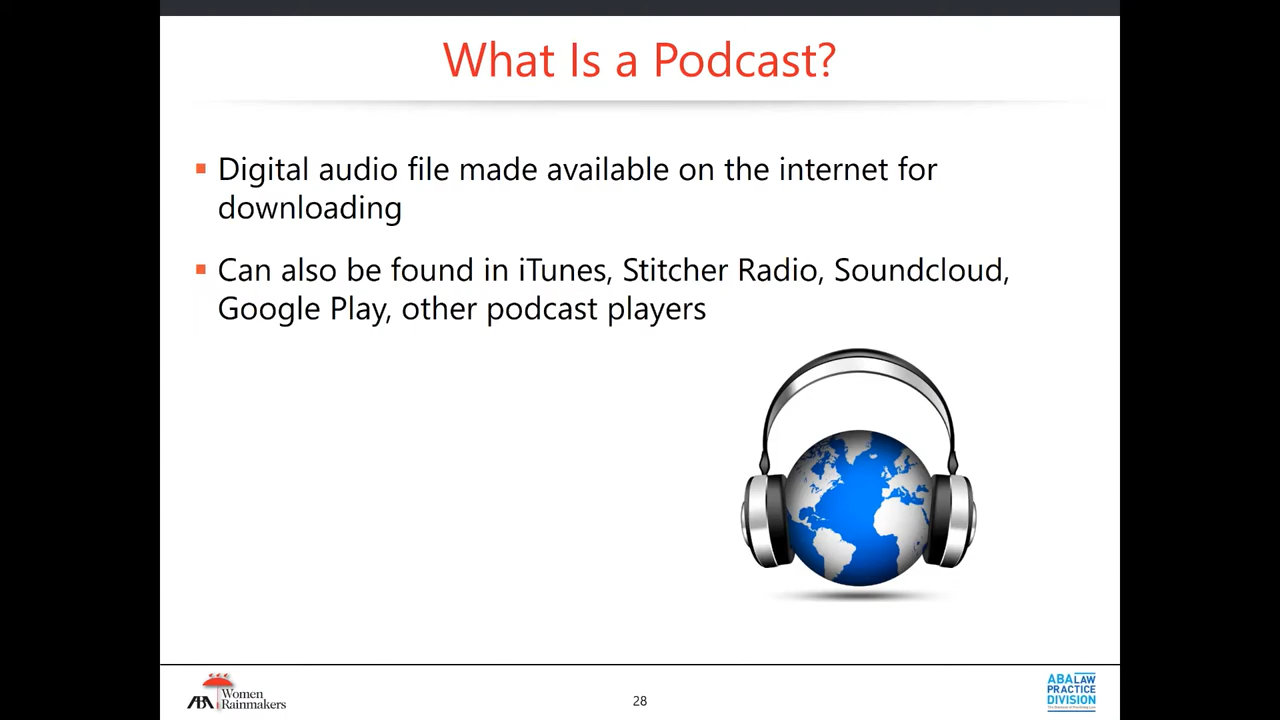 What Is a Podcast?
Digital audio file made available on the internet for
downloading
Can also be found in iTunes, Stitcher Radio, Soundcloud,
Google Play, other podcast players
ABA Women
Rainmakers
28
ABA LAW
PRACTICE
DIVISION